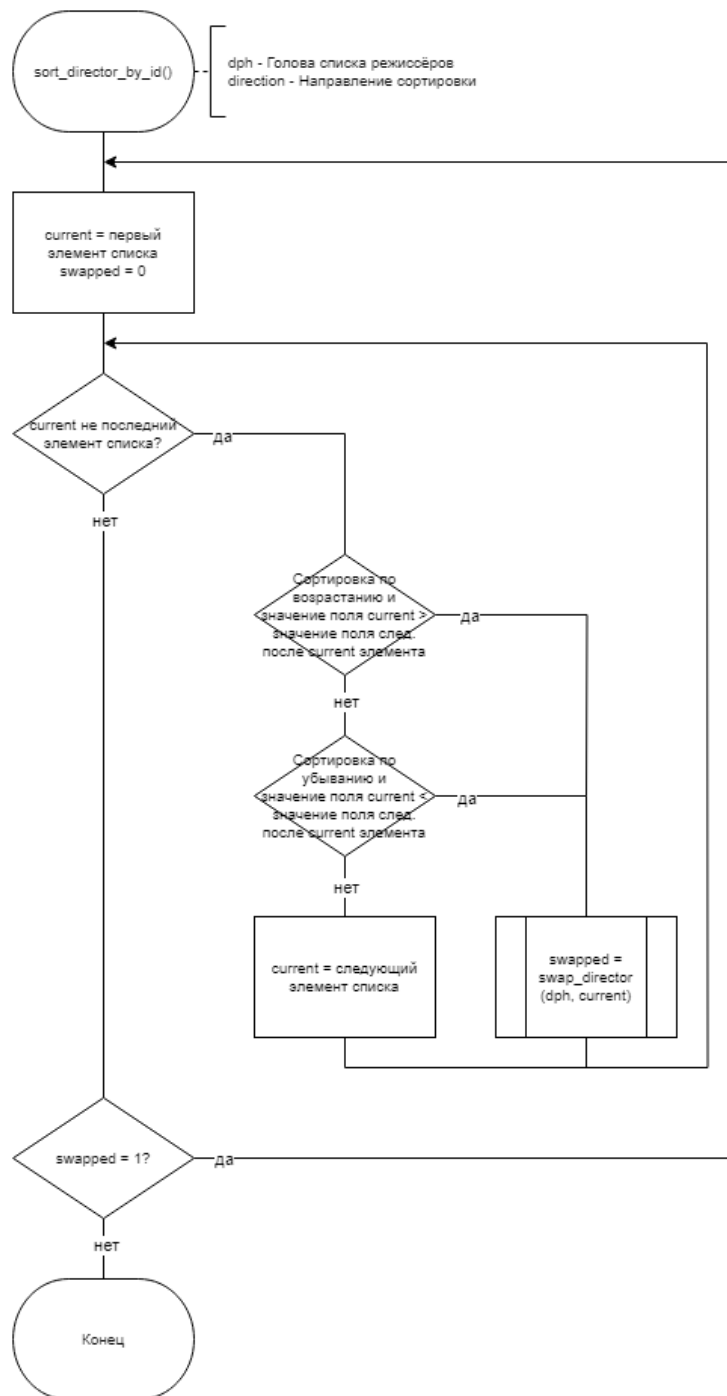 sort_director_by_id()
dph - Голова списка режиссёров
direction - Направление сортировки
current = первый
элемент списка
swapped = 0
current не последний
элемент списка?
да
нет
Сортировка по
возрастанию и
значение поля current >
значение поля след.
после current элемента
да
нет
Сортировка по
убыванию и
значение поля current <
значение поля след.
после current элемента
да
нет
current = следующий
элемент списка
swapped =
swap_director
(dph, current)
swapped = 1?
да
нет
Конец